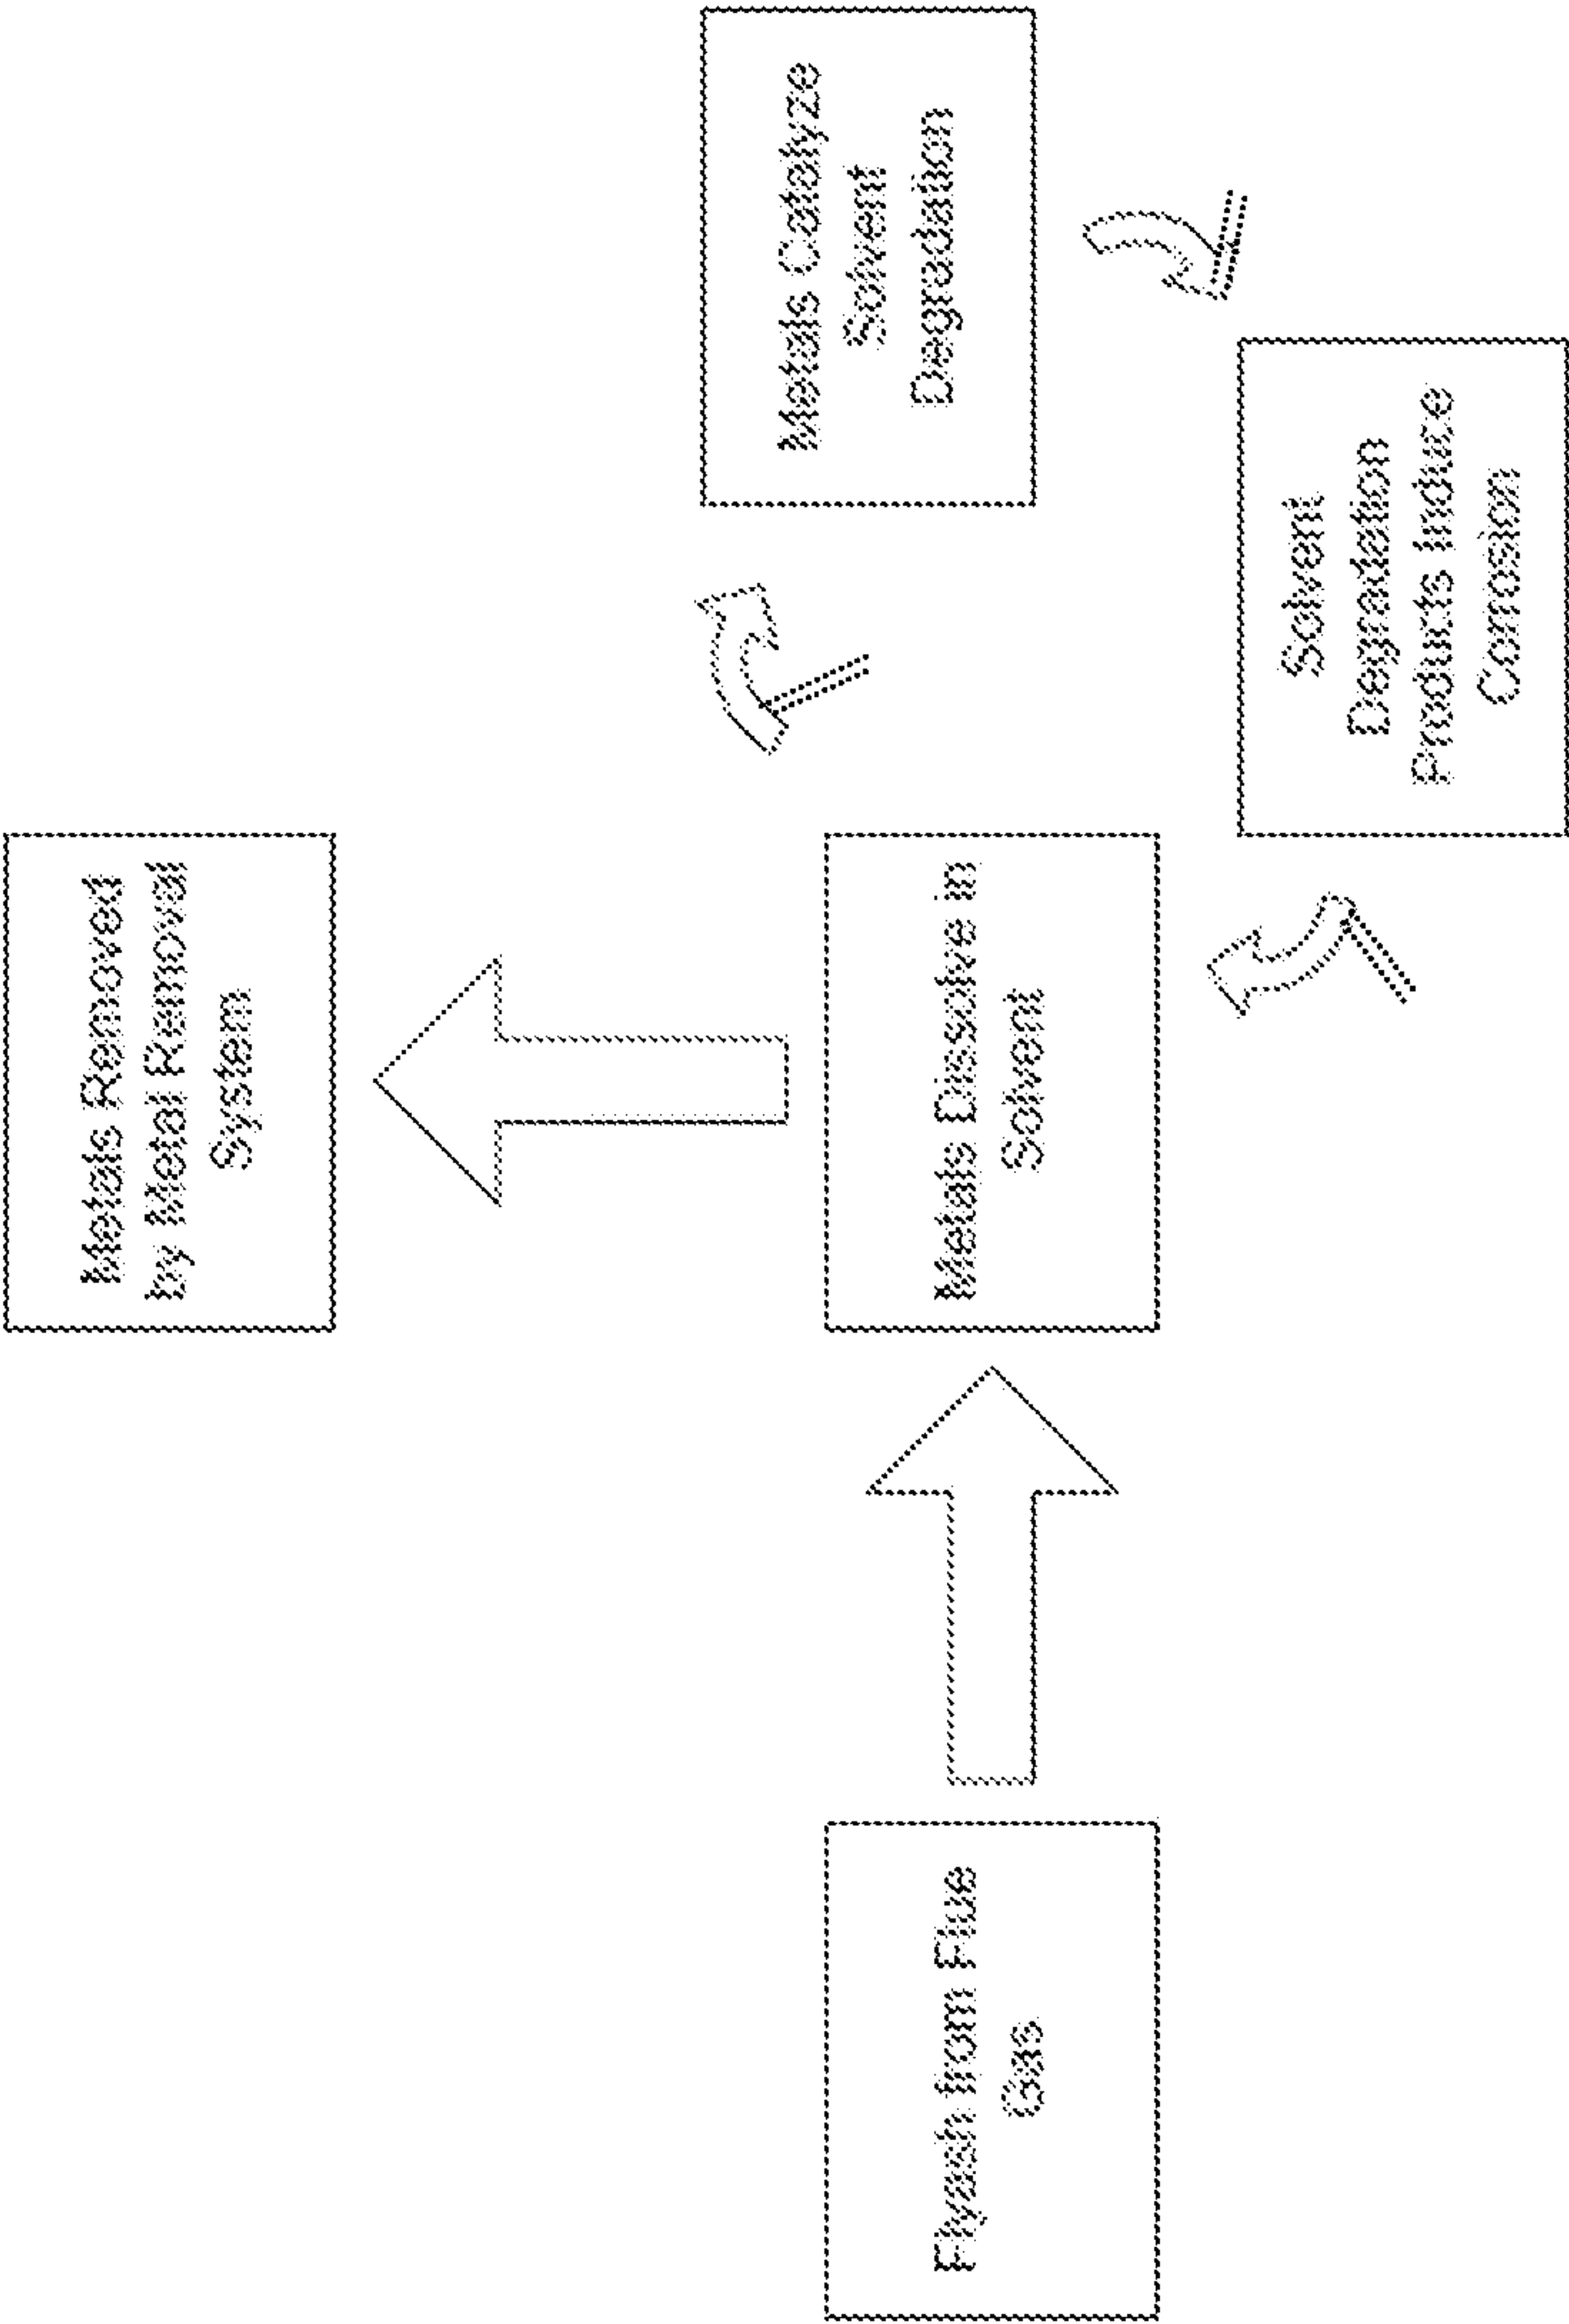 Metals Removed
by Metal Removal
System
Flyash from Flue
Gas
Metals Dissolve in
Solvent
Metals Catalyze
Solvent
Degradation
Solvent
Degradation
Products Induce
Corrosion